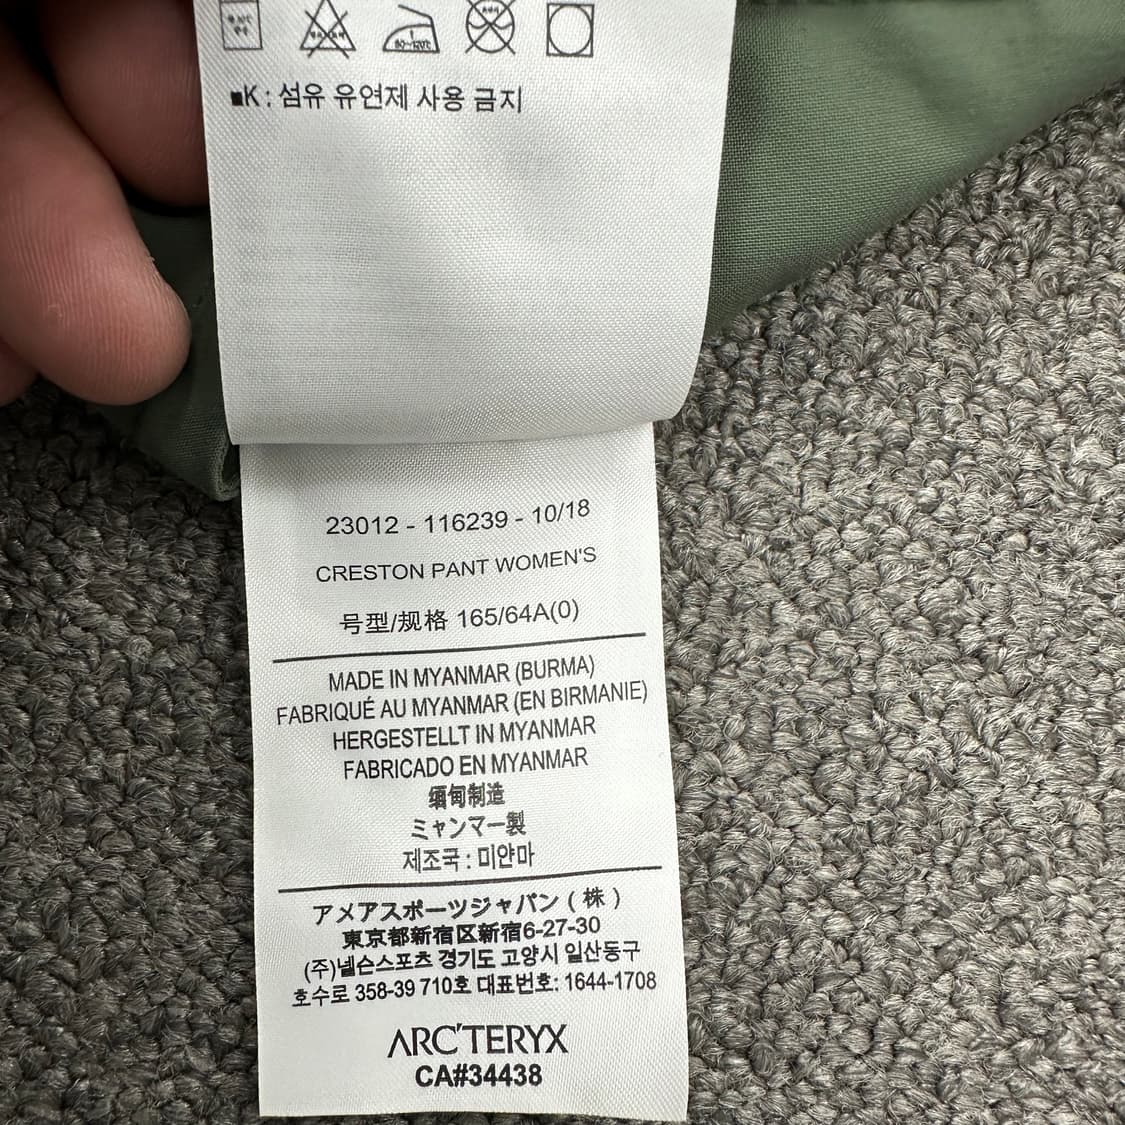 80~120℃
■K : 섬유 유연제 사용 금지
23012 - 116239 - 10/18
CRESTON PANT WOMEN'S
号型/规格 165/64A(0)
MADE IN MYANMAR (BURMA)
FABRIQUÉ AU MYANMAR (EN BIRMANIE)
HERGESTELLT IN MYANMAR
FABRICADO EN MYANMAR
缅甸制造
ミャンマー製
제조국 : 미얀마
アメアスポーツジャパン ( 株 )
東京都新宿区新宿6-27-30
(주)넬슨스포츠 경기도 고양시 일산동구
호수로 358-39 710호 대표번호: 1644-1708
ARC'TERYX
CA#34438